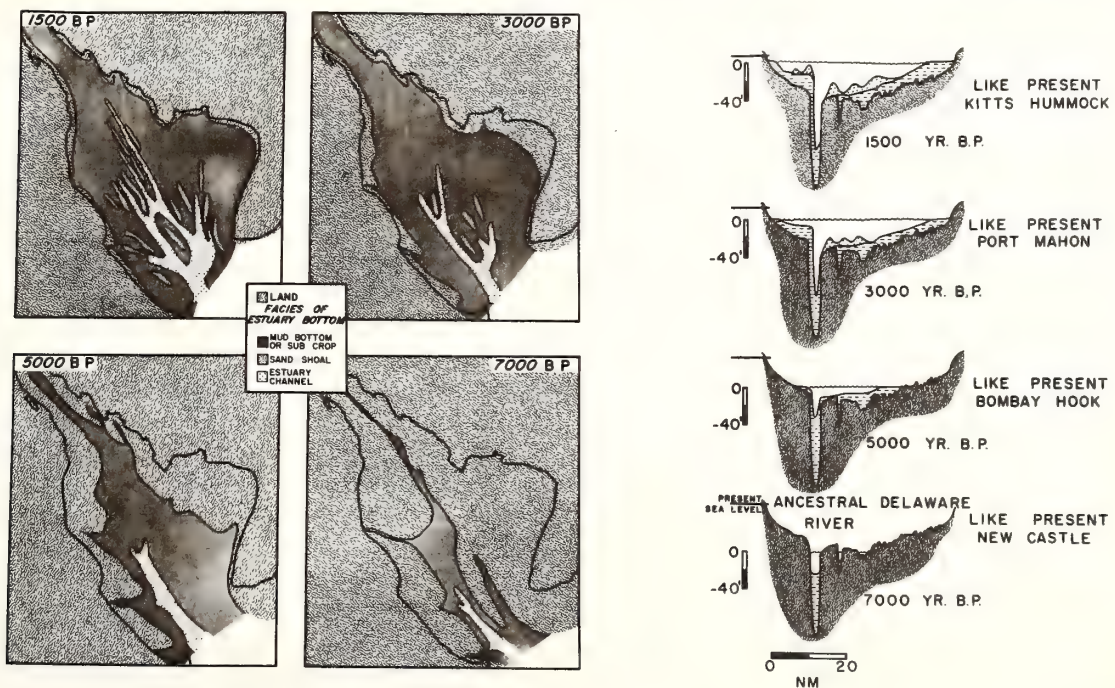 1500 B P
3000 BP
LAND
FACIES OF
ESTUARY BOTTOM
MUD BOTTOM
OR SUB CROP
SAND SHOAL
ESTUARY
CHANNEL
5000 BP
7000 BP
0
-40'
LIKE PRESENT
KITTS HUMMOCK
1500 YR. B.P.
0
-40'
LIKE PRESENT
PORT MAHON
3000 YR. B.P.
0
-40'
LIKE PRESENT
BOMBAY HOOK
5000 YR. B.P.
PRESENT
SEA LEVEL
ANCESTRAL DELAWARE
RIVER
LIKE PRESENT
NEW CASTLE
0
-40'
7000 YR. B.P.
0 20
NM